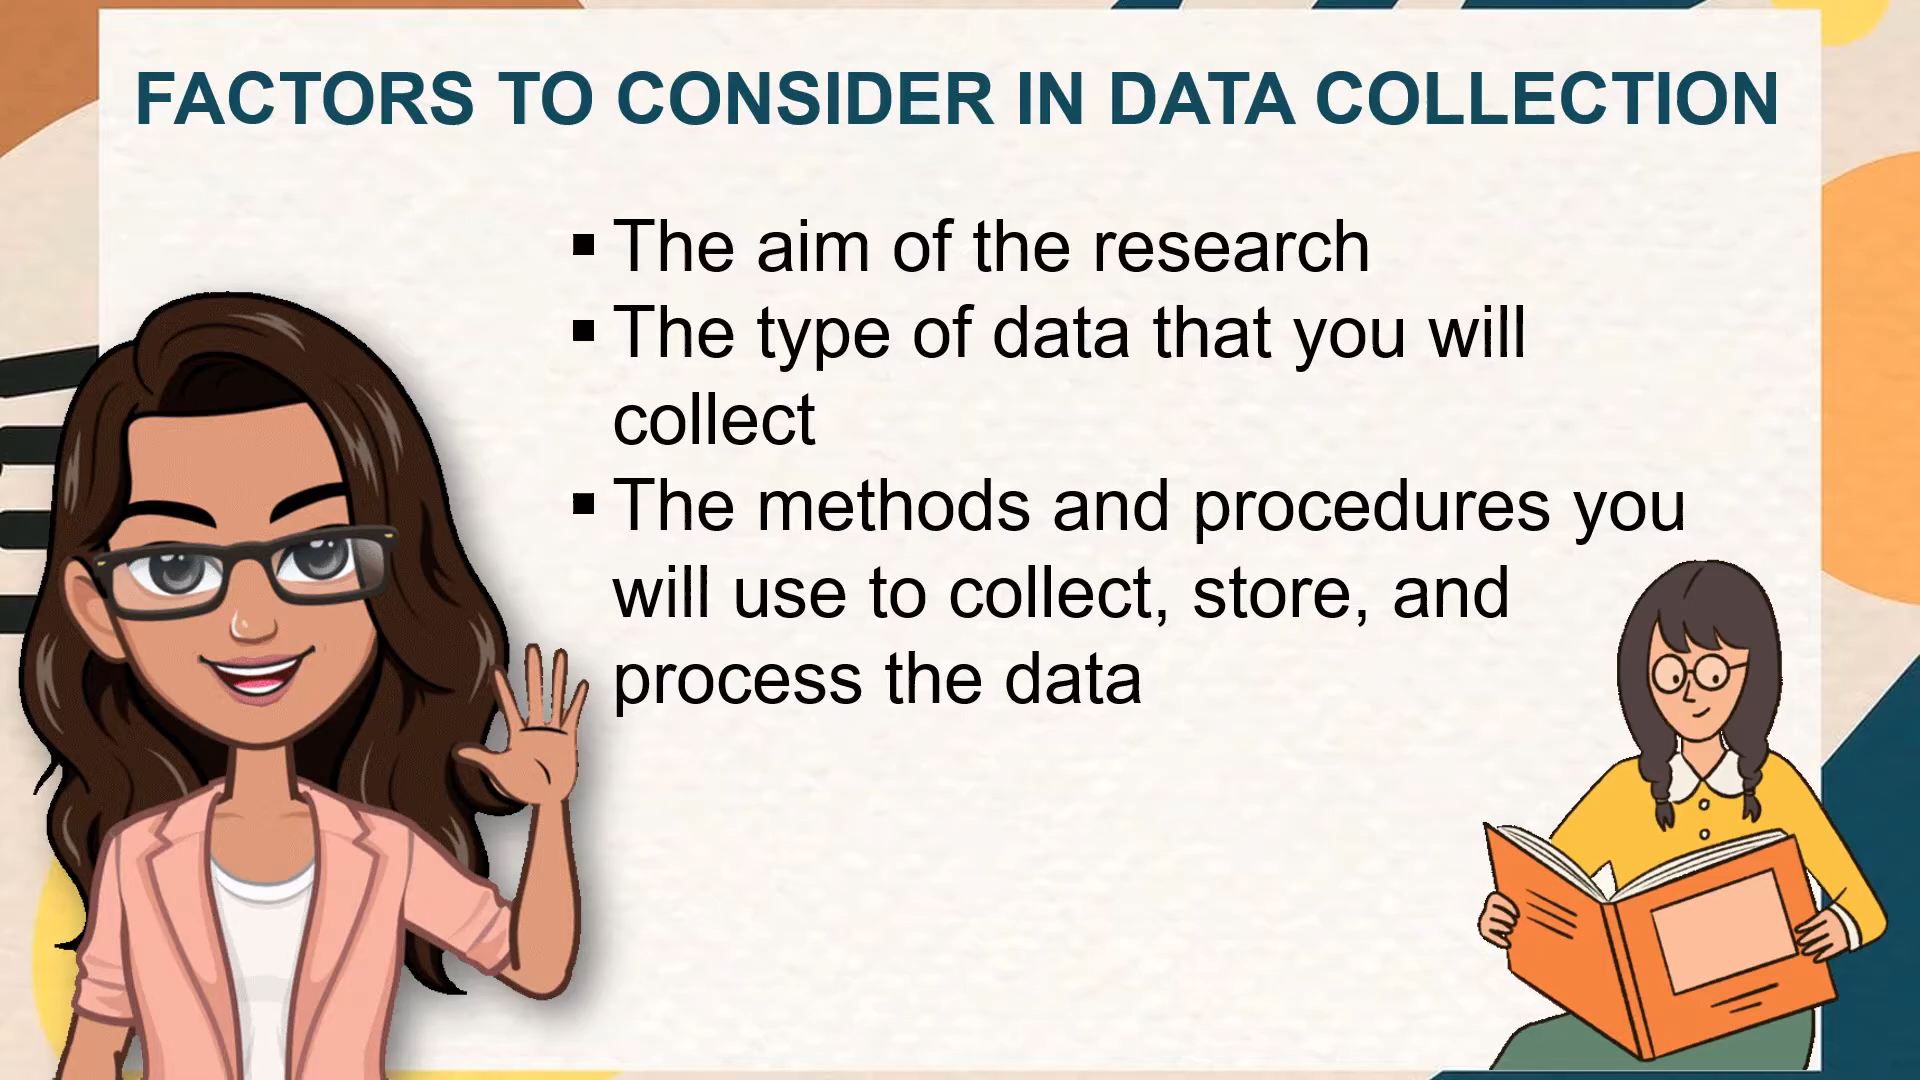 FACTORS TO CONSIDER IN DATA COLLECTION
▪ The aim of the research
▪ The type of data that you will
collect
▪ The methods and procedures you
will use to collect, store, and
process the data